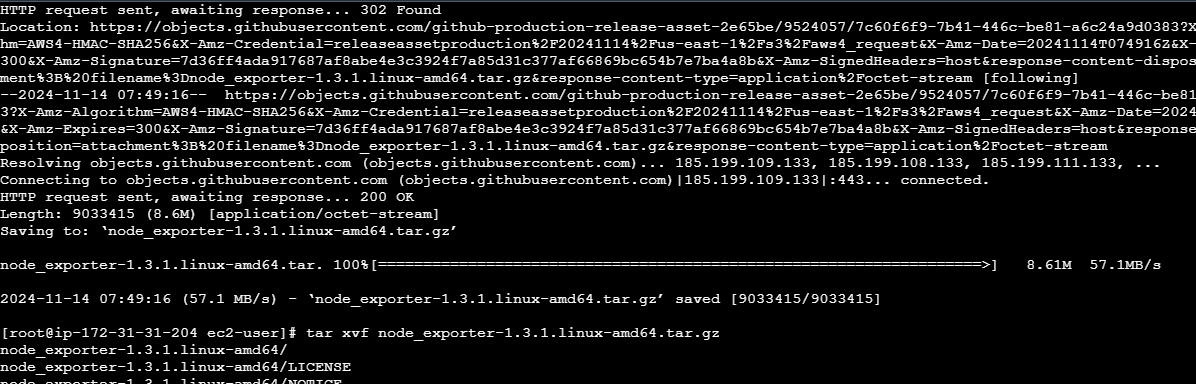 HTTP request sent, awaiting response... 302 Found
Location: https://objects.githubusercontent.com/github-production-release-asset-2e65be/9524057/7c60f6f9-7b41-446c-be81-a6c24a9d0383?X
hm=AWS4-HMAC-SHA256&X-Amz-Credential=releaseassetproduction%2F20241114%2Fus-east-1%2Fs3%2Faws4_request&X-Amz-Date=20241114T074916Z&X-
300&X-Amz-Signature=7d36ff4ada917687af8abe4e3c3924f7a85d31c377af66869bc654b7e7ba4a8b&X-Amz-SignedHeaders=host&response-content-dispos
ment%3B%20filename%3Dnode_exporter-1.3.1.linux-amd64.tar.gz&response-content-type=application%2Foctet-stream [following]
--2024-11-14 07:49:16--  https://objects.githubusercontent.com/github-production-release-asset-2e65be/9524057/7c60f6f9-7b41-446c-be81
3?X-Amz-Algorithm=AWS4-HMAC-SHA256&X-Amz-Credential=releaseassetproduction%2F20241114%2Fus-east-1%2Fs3%2Faws4_request&X-Amz-Date=2024
&X-Amz-Expires=300&X-Amz-Signature=7d36ff4ada917687af8abe4e3c3924f7a85d31c377af66869bc654b7e7ba4a8b&X-Amz-SignedHeaders=host&response
position=attachment%3B%20filename%3Dnode_exporter-1.3.1.linux-amd64.tar.gz&response-content-type=application%2Foctet-stream
Resolving objects.githubusercontent.com (objects.githubusercontent.com)... 185.199.109.133, 185.199.108.133, 185.199.111.133, ...
Connecting to objects.githubusercontent.com (objects.githubusercontent.com)|185.199.109.133|:443... connected.
HTTP request sent, awaiting response... 200 OK
Length: 9033415 (8.6M) [application/octet-stream]
Saving to: ‘node_exporter-1.3.1.linux-amd64.tar.gz’
node_exporter-1.3.1.linux-amd64.tar. 100%[===================================================================>]   8.61M  57.1MB/s
2024-11-14 07:49:16 (57.1 MB/s) - ‘node_exporter-1.3.1.linux-amd64.tar.gz’ saved [9033415/9033415]
[root@ip-172-31-31-204 ec2-user]# tar xvf node_exporter-1.3.1.linux-amd64.tar.gz
node_exporter-1.3.1.linux-amd64/
node_exporter-1.3.1.linux-amd64/LICENSE
node_exporter-1.3.1.linux-amd64/NOTICE